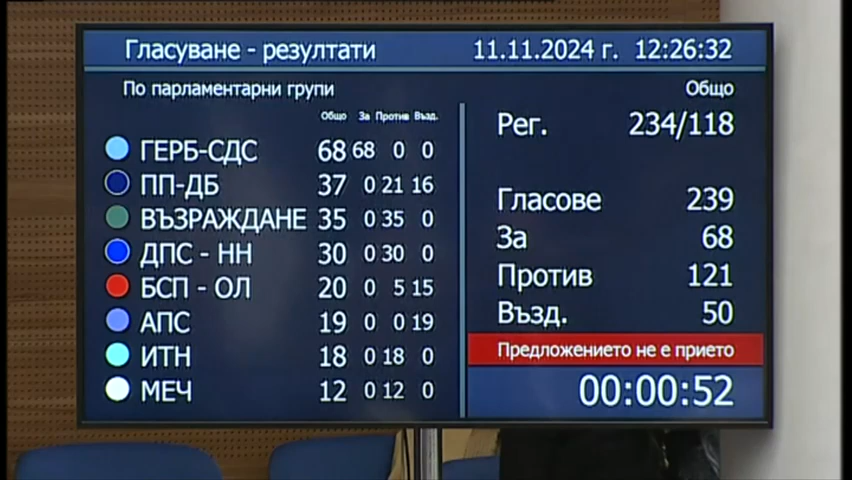 Гласуване - резултати 11.11.2024 г. 12:26:32
По парламентарни групи
Общо За Против Възд.
ГЕРБ-СДС 68 68 0 0
ПП-ДБ 37 0 21 16
ВЪЗРАЖДАНЕ 35 0 35 0
ДПС - НН 30 0 30 0
БСП - ОЛ 20 0 5 15
АПС 19 0 0 19
ИТН 18 0 18 0
МЕЧ 12 0 12 0
Общо
Рег. 234/118
Гласове 239
За 68
Против 121
Възд. 50
Предложението не е прието
00:00:52